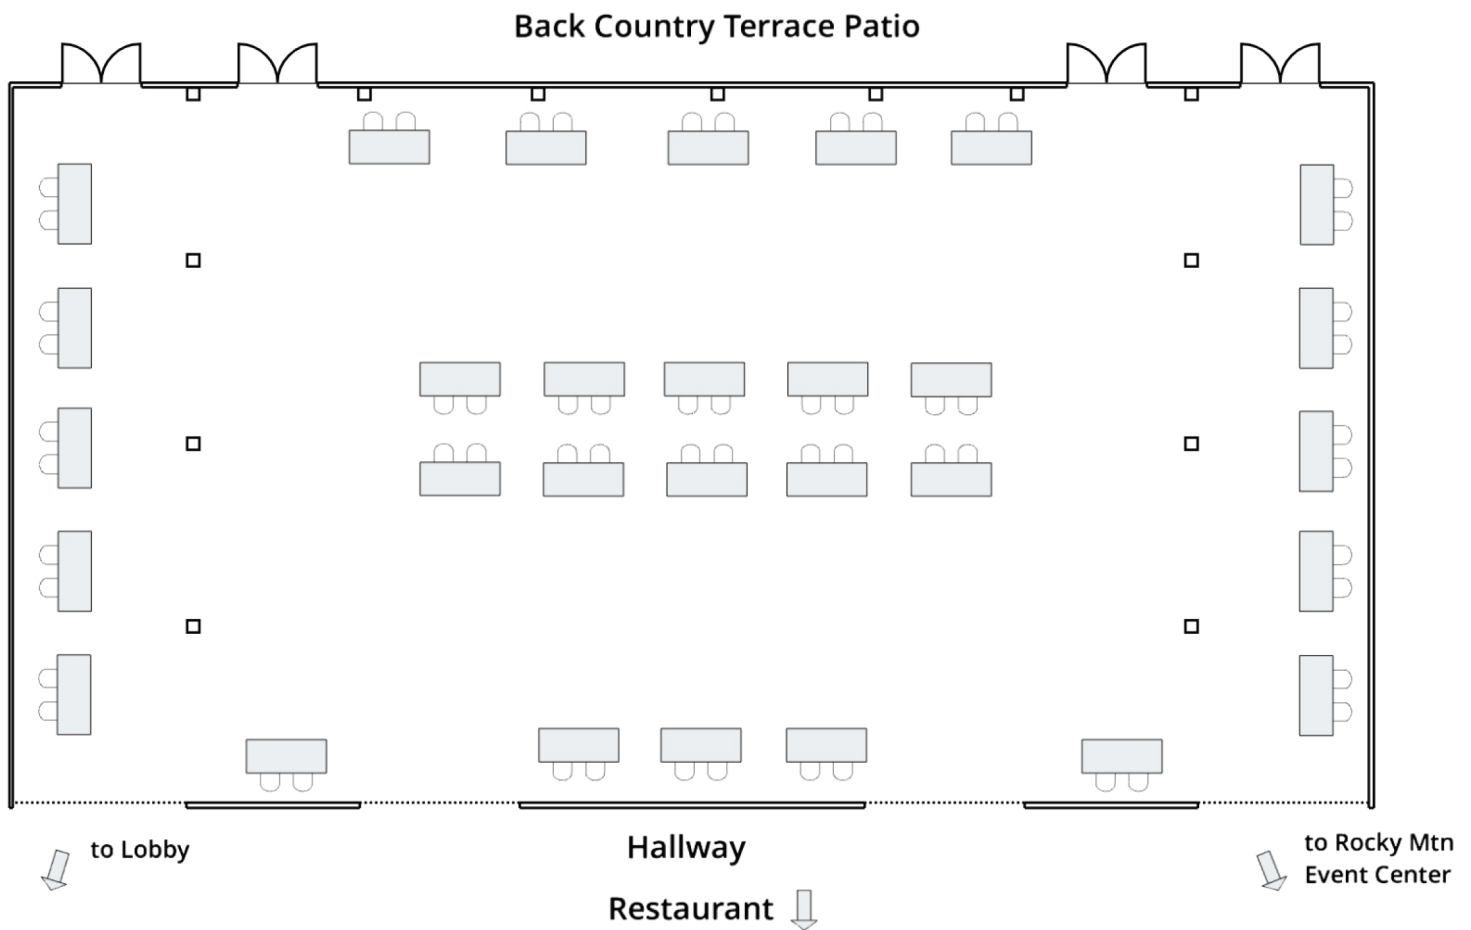 Back Country Terrace Patio
to Lobby
Hallway
to Rocky Mtn
Event Center
Restaurant